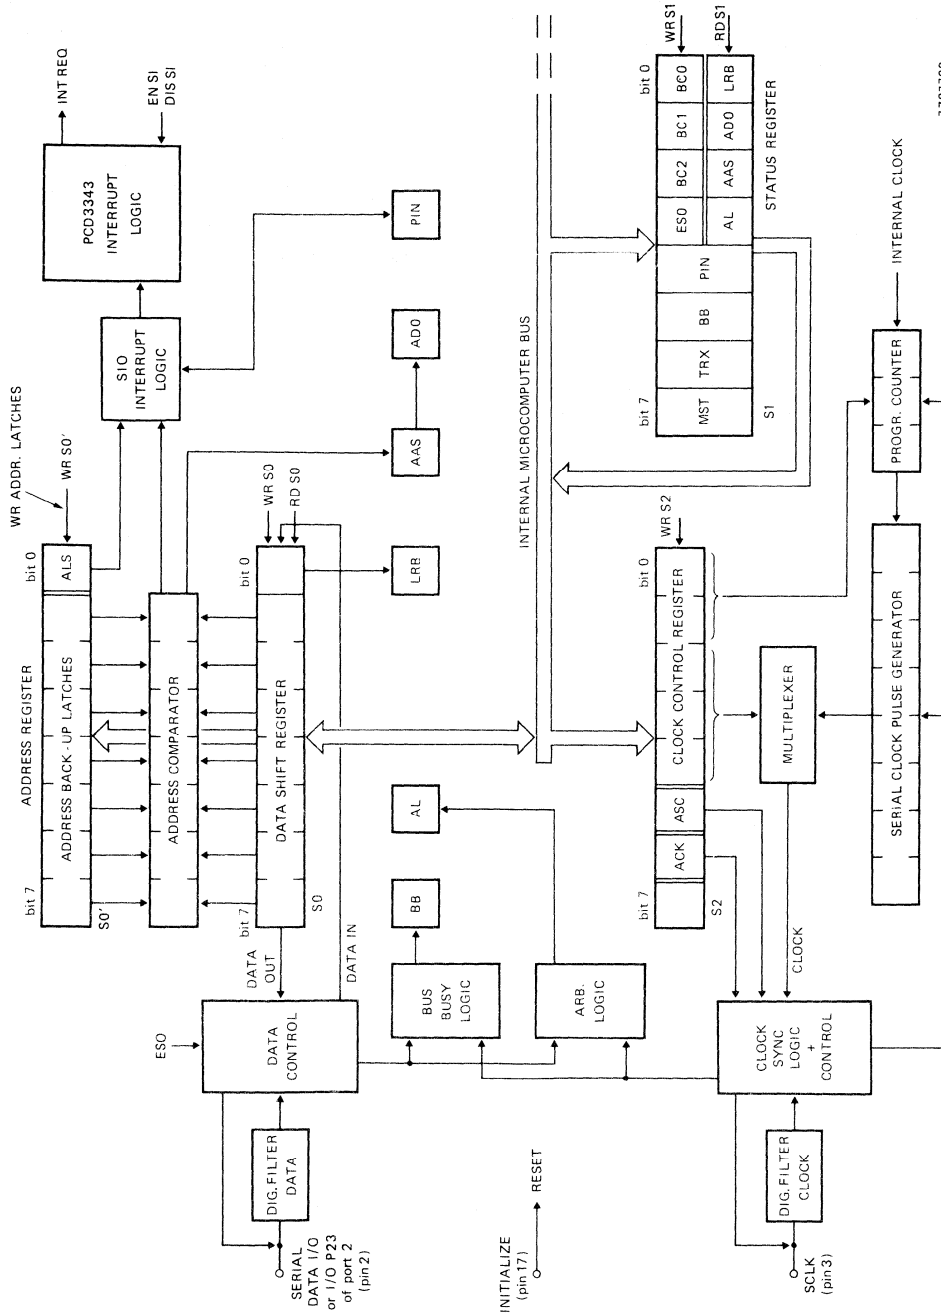 WR ADDR. LATCHES
WR S0'
bit 0
ALS
ADDRESS REGISTER
ADDRESS BACK-UP LATCHES
bit 7
S0'
SIO
INTERRUPT
LOGIC
PCD3343
INTERRUPT
LOGIC
INT REQ
EN SI
DIS SI
ADDRESS COMPARATOR
WR S0
RD S0
bit 0
DATA SHIFT REGISTER
bit 7
S0
DATA
OUT
DATA IN
ESO
DATA
CONTROL
DIG. FILTER
DATA
SERIAL
DATA I/O
or I/O P23
of port 2
(pin 2)
BB
AL
LRB
AAS
AD0
PIN
BUS
BUSY
LOGIC
ARB. LOGIC
INITIALIZE
(pin 17)
RESET
INTERNAL MICROCOMPUTER BUS
bit 7
MST
TRX
BB
PIN
ES0
BC2
BC1
BC0
bit 0
WR S1
AL
AAS
AD0
LRB
RD S1
S1
STATUS REGISTER
WR S2
bit 0
CLOCK CONTROL REGISTER
ASC
ACK
bit 7
S2
MULTIPLEXER
CLOCK
CLOCK
SYNC
LOGIC
+
CONTROL
DIG. FILTER
CLOCK
SCLK
(pin 3)
INTERNAL CLOCK
PROGR. COUNTER
SERIAL CLOCK PULSE GENERATOR